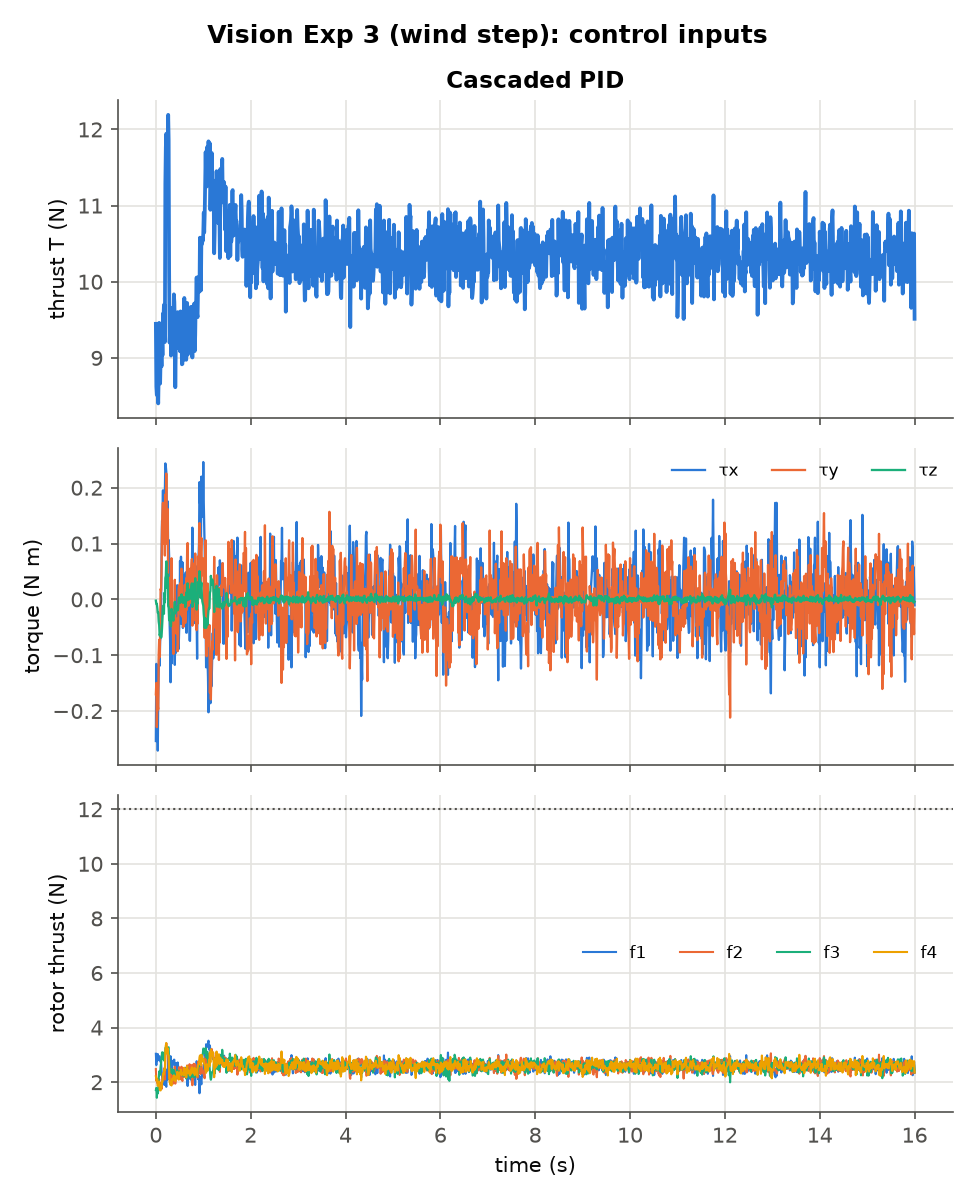 Vision Exp 3 (wind step): control inputs
Cascaded PID
thrust T (N)
12
11
10
9
torque (N m)
0.2
0.1
0.0
−0.1
−0.2
τx τy τz
rotor thrust (N)
12
10
8
6
4
2
f1 f2 f3 f4
0 2 4 6 8 10 12 14 16
time (s)